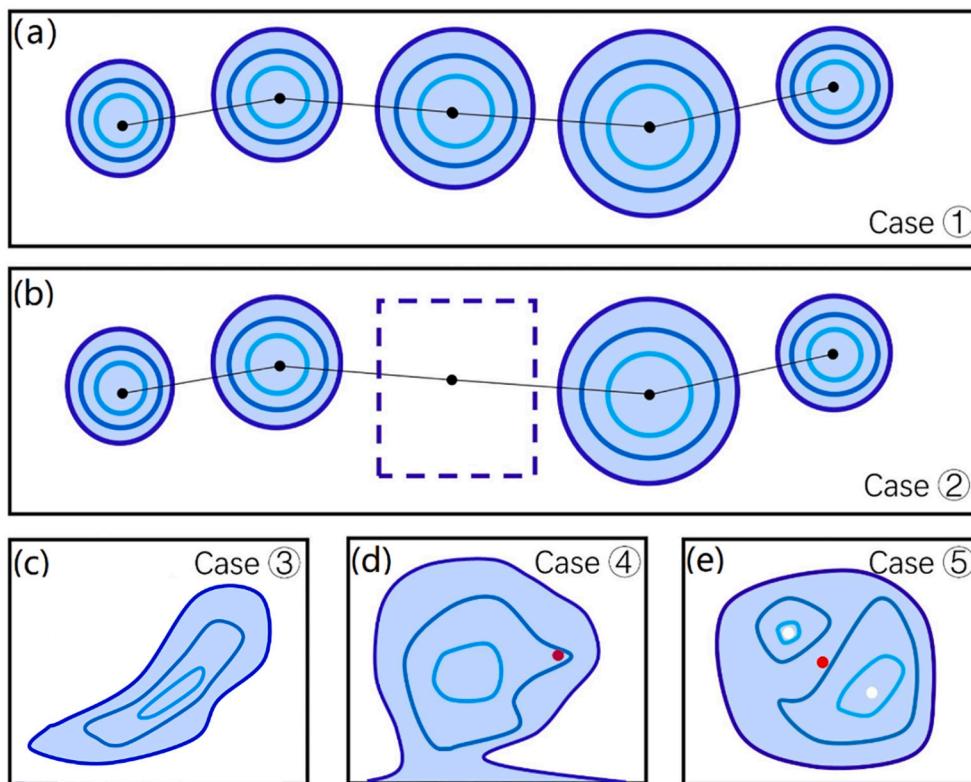 (a)
Case ①
(b)
Case ②
(c) Case ③
(d) Case ④
(e) Case ⑤